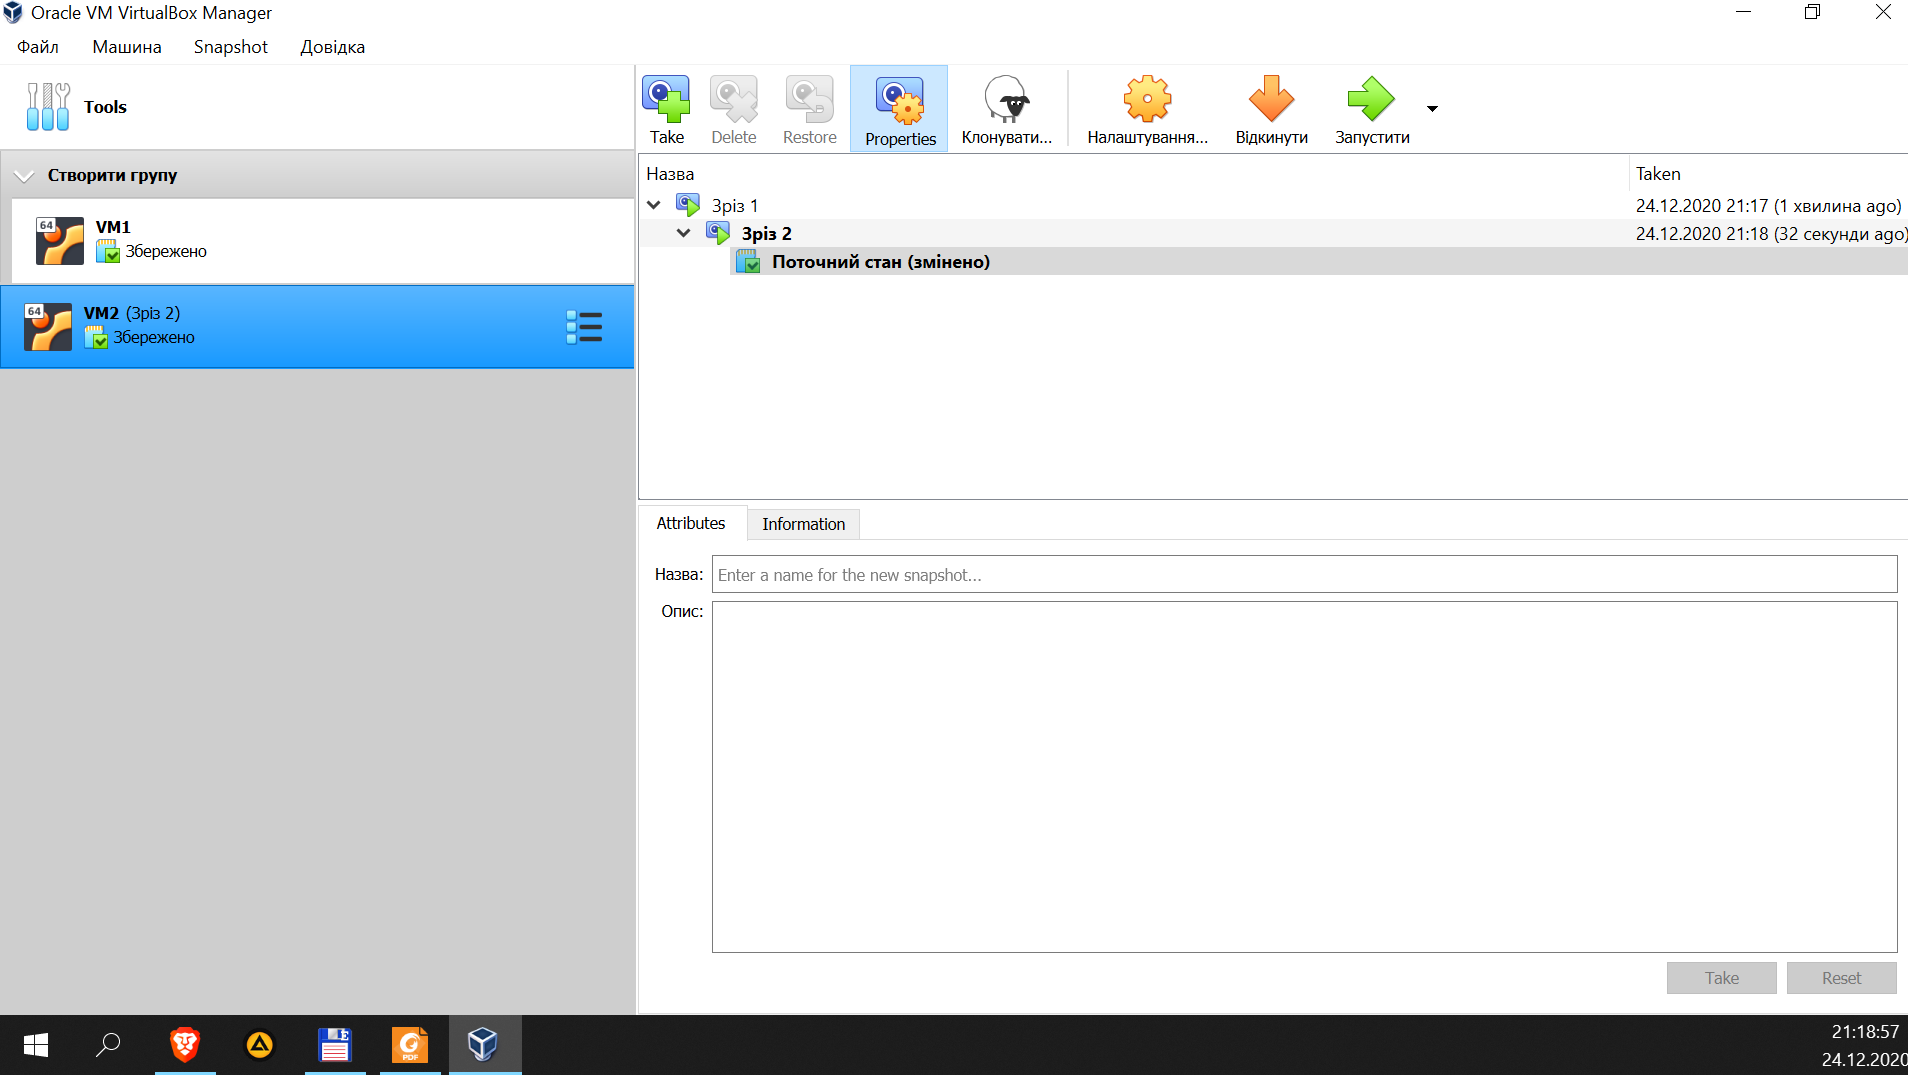 Oracle VM VirtualBox Manager
Файл Машина Snapshot Довідка
Tools
Take Delete Restore Properties Клонувати... Налаштування... Відкинути Запустити
Створити групу
64 VM1
Збережено
64 VM2 (Зріз 2)
Збережено
Назва Taken
Зріз 1 24.12.2020 21:17 (1 хвилина ago)
Зріз 2 24.12.2020 21:18 (32 секунди ago)
Поточний стан (змінено)
Attributes Information
Назва: Enter a name for the new snapshot...
Опис:
Take Reset
E
PDF
21:18:57
24.12.2020